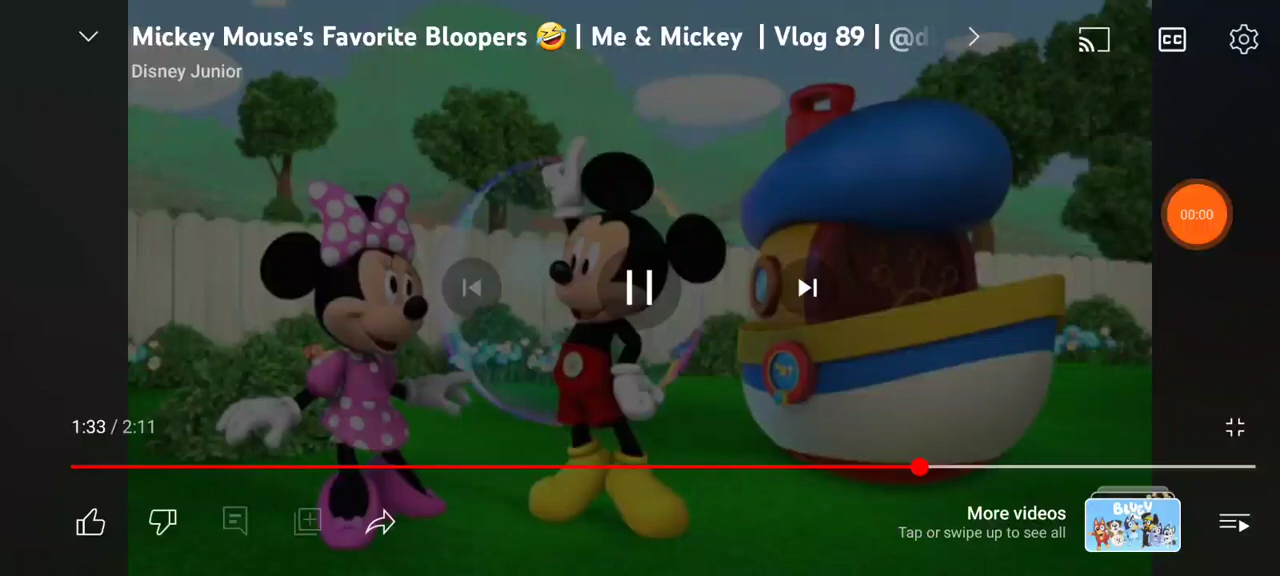 Mickey Mouse's Favorite Bloopers 🤣 | Me & Mickey | Vlog 89 | @d
Disney Junior
CC
00:00
1:33 / 2:11
More videos
Tap or swipe up to see all
BLUEY